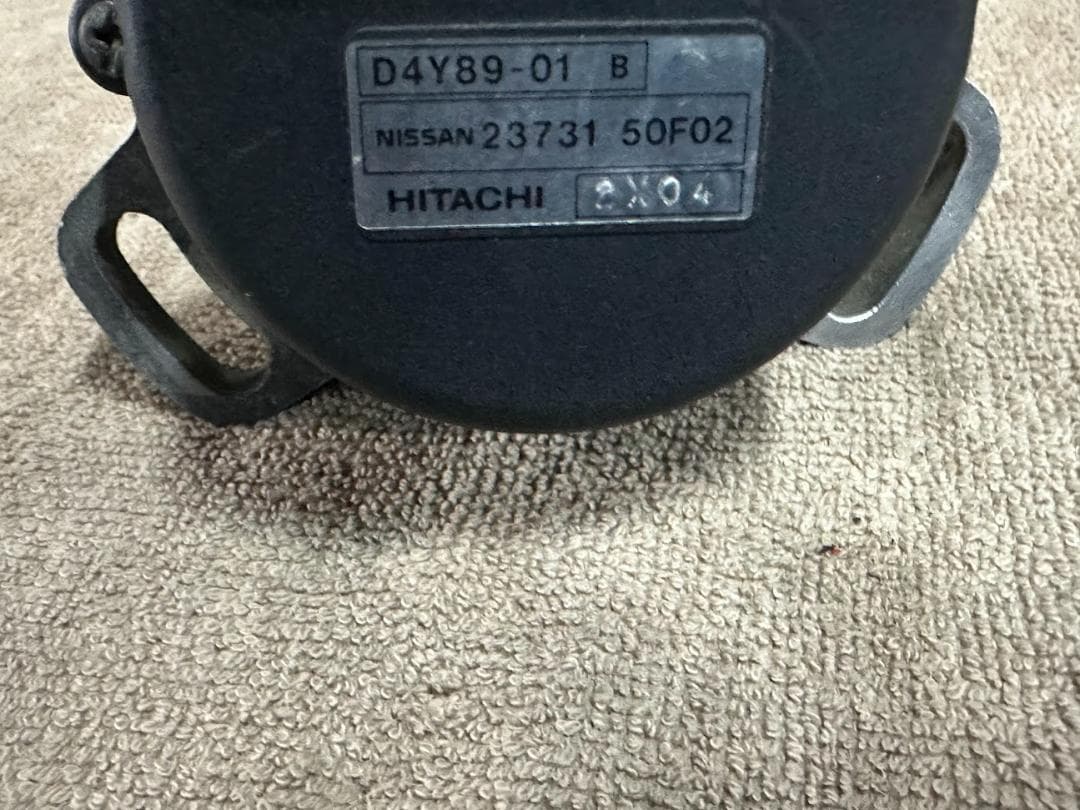 D4Y89-01 B
NISSAN 23731 50F02
HITACHI 2X04